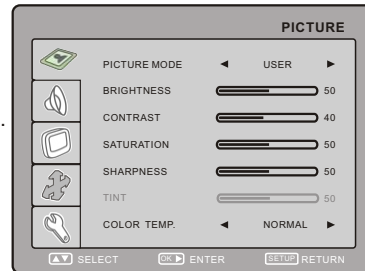 PICTURE
PICTURE MODE ◄ USER ►
BRIGHTNESS 50
CONTRAST 40
SATURATION 50
SHARPNESS 50
TINT 50
COLOR TEMP. ◄ NORMAL ►
▲▼ SELECT OK ► ENTER SETUP RETURN